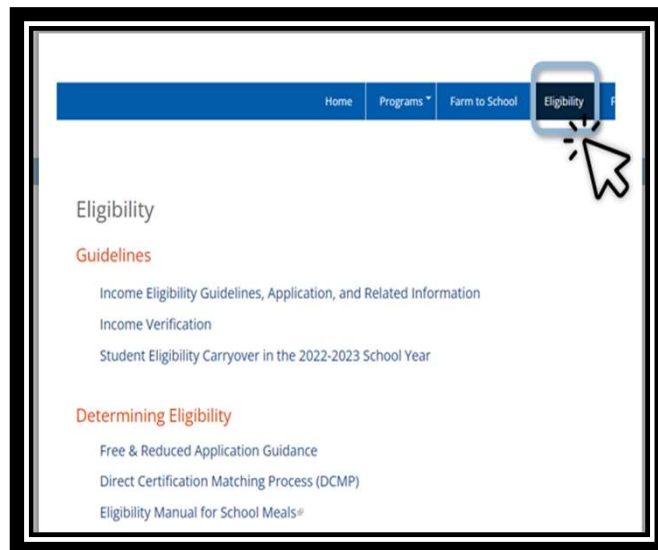 Home Programs Farm to School Eligibility
Eligibility
Guidelines
Income Eligibility Guidelines, Application, and Related Information
Income Verification
Student Eligibility Carryover in the 2022-2023 School Year
Determining Eligibility
Free & Reduced Application Guidance
Direct Certification Matching Process (DCMP)
Eligibility Manual for School Meals